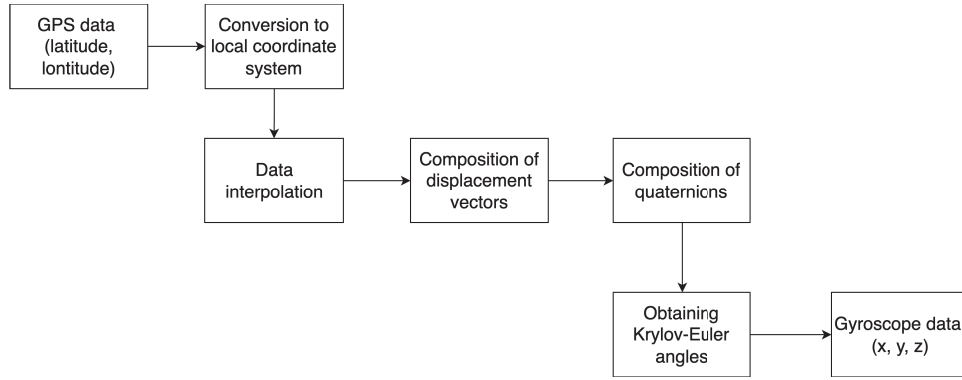 GPS data
(latitude,
lontitude)
Conversion to
local coordinate
system
Data
interpolation
Composition of
displacement
vectors
Composition of
quaternions
Obtaining
Krylov-Euler
angles
Gyroscope data
(x, y, z)